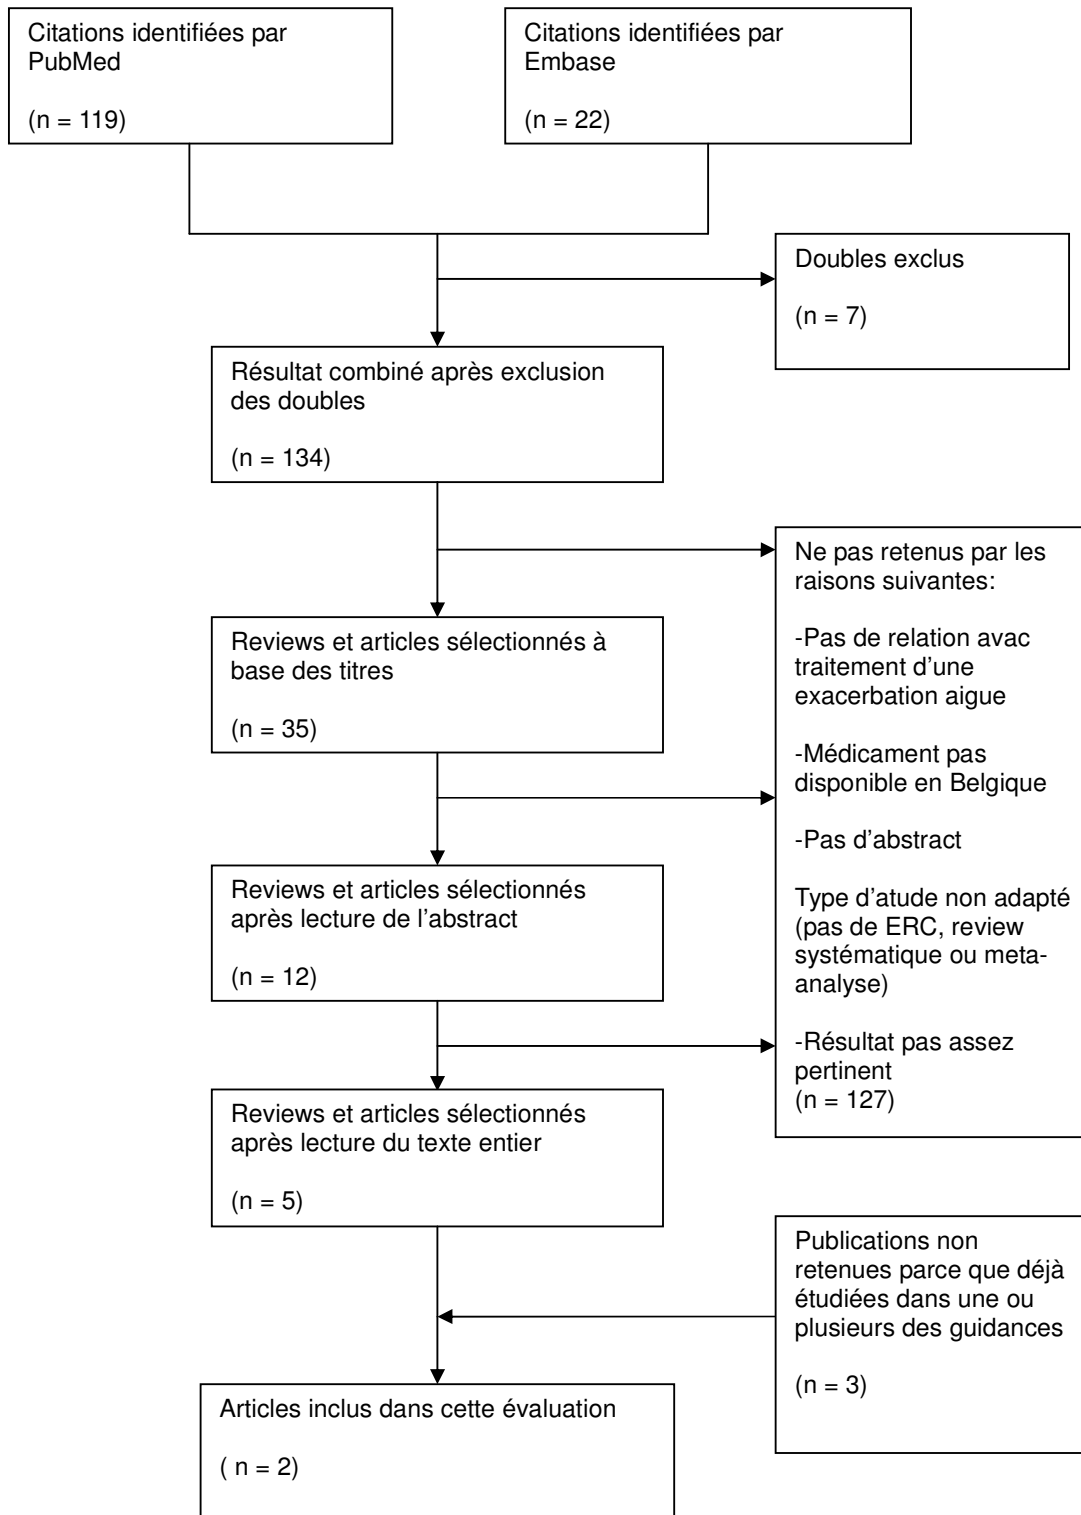 Citations identifiées par
PubMed
(n = 119)
Citations identifiées par
Embase
(n = 22)
Doubles exclus
(n = 7)
Résultat combiné après exclusion
des doubles
(n = 134)
Ne pas retenus par les
raisons suivantes:
-Pas de relation avac
traitement d'une
exacerbation aigue
-Médicament pas
disponible en Belgique
-Pas d'abstract
Type d'atude non adapté
(pas de ERC, review
systématique ou meta-
analyse)
-Résultat pas assez
pertinent
(n = 127)
Reviews et articles sélectionnés à
base des titres
(n = 35)
Reviews et articles sélectionnés
après lecture de l'abstract
(n = 12)
Reviews et articles sélectionnés
après lecture du texte entier
(n = 5)
Publications non
retenues parce que déjà
étudiées dans une ou
plusieurs des guidances
(n = 3)
Articles inclus dans cette évaluation
( n = 2)